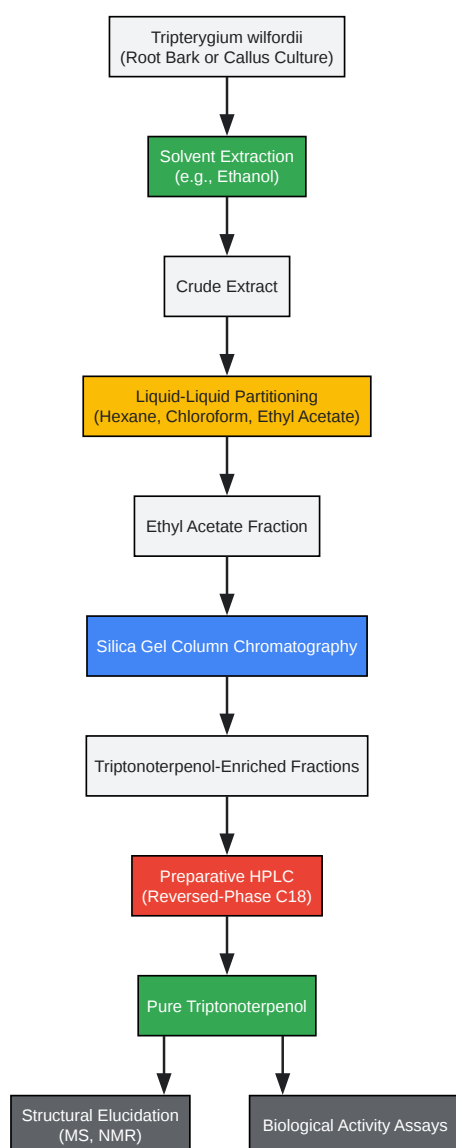 Tripterygium wilfordii
(Root Bark or Callus Culture)
Solvent Extraction
(e.g., Ethanol)
Crude Extract
Liquid-Liquid Partitioning
(Hexane, Chloroform, Ethyl Acetate)
Ethyl Acetate Fraction
Silica Gel Column Chromatography
Triptonoterpenol-Enriched Fractions
Preparative HPLC
(Reversed-Phase C18)
Pure Triptonoterpenol
Structural Elucidation
(MS, NMR)
Biological Activity Assays